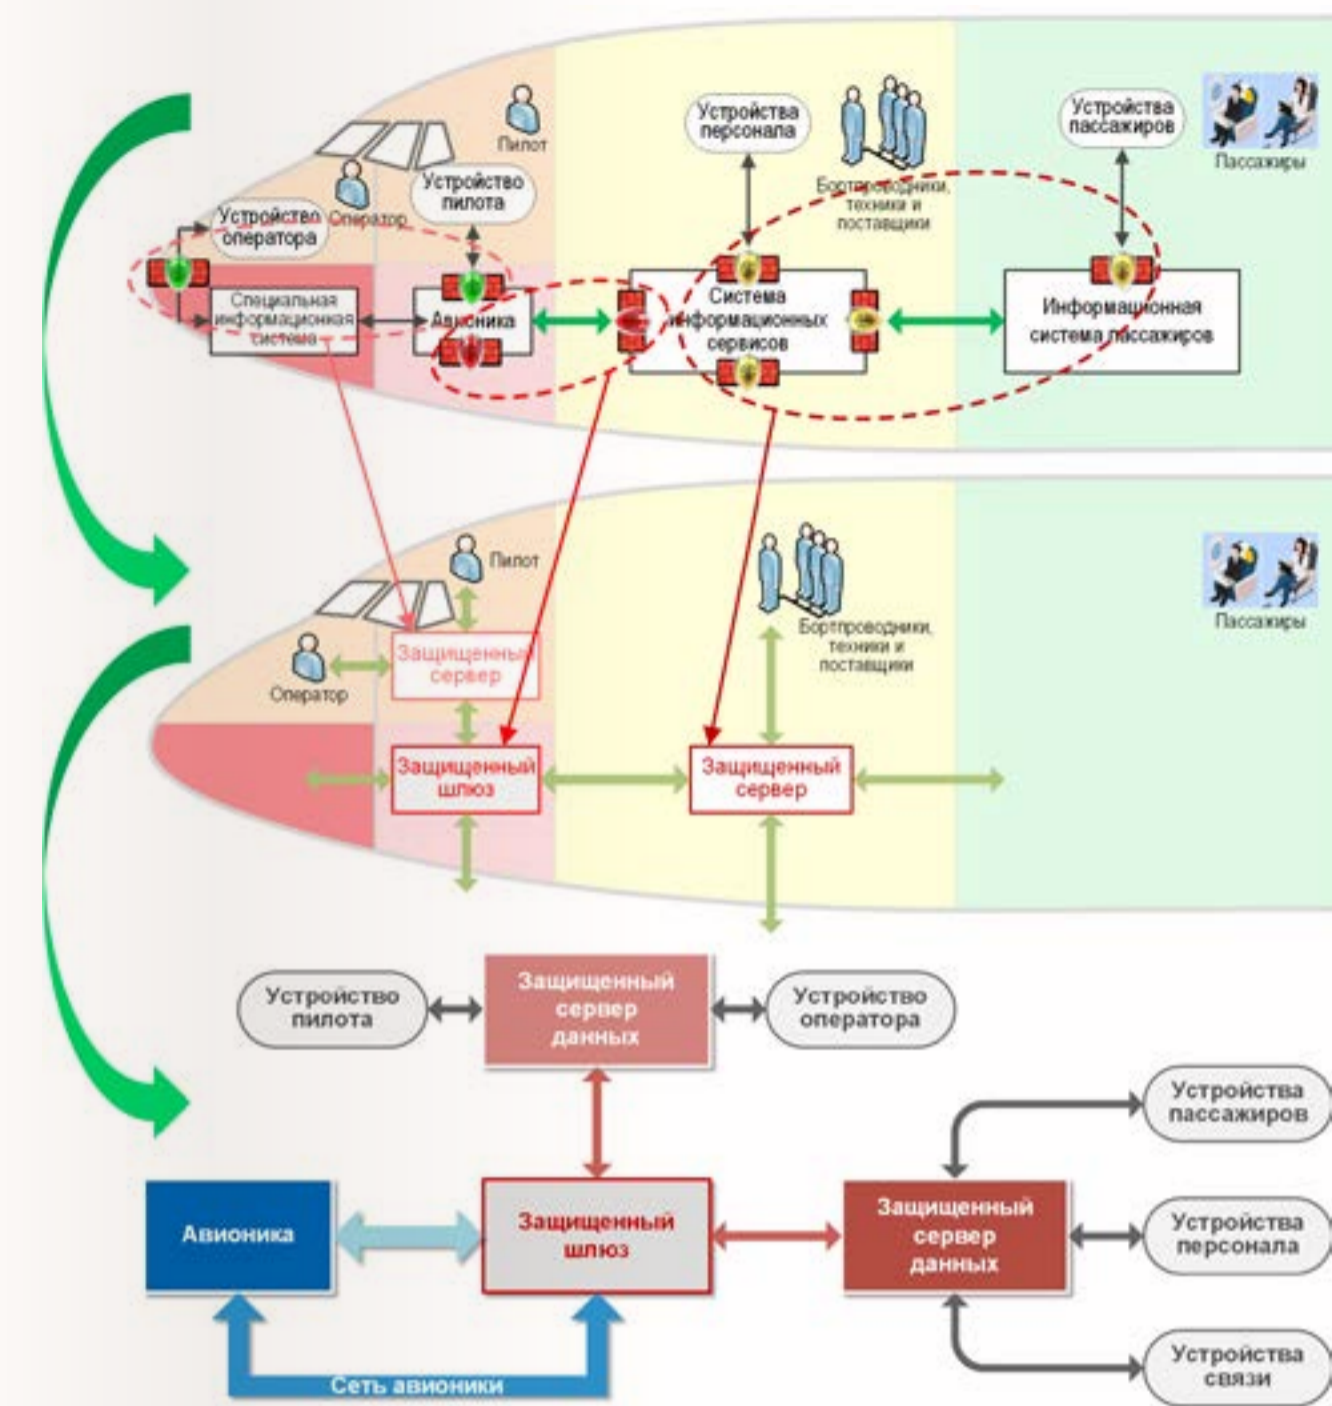 Пилот
Устройства
персонала
Устройства
пассажиров
Пассажиры
Оператор
Устройство
пилота
Бортпроводники,
техники и
поставщики
Устройство
оператора
Специальная
информационная
система
Авионика
Система
информационных
сервисов
Информационная
система пассажиров
Пилот
Бортпроводники,
техники и
поставщики
Пассажиры
Оператор
Защищенный
сервер
Защищенный
шлюз
Защищенный
сервер
Устройство
пилота
Защищенный
сервер
данных
Устройство
оператора
Устройства
пассажиров
Авионика
Защищенный
шлюз
Защищенный
сервер
данных
Устройства
персонала
Устройства
связи
Сеть авионики